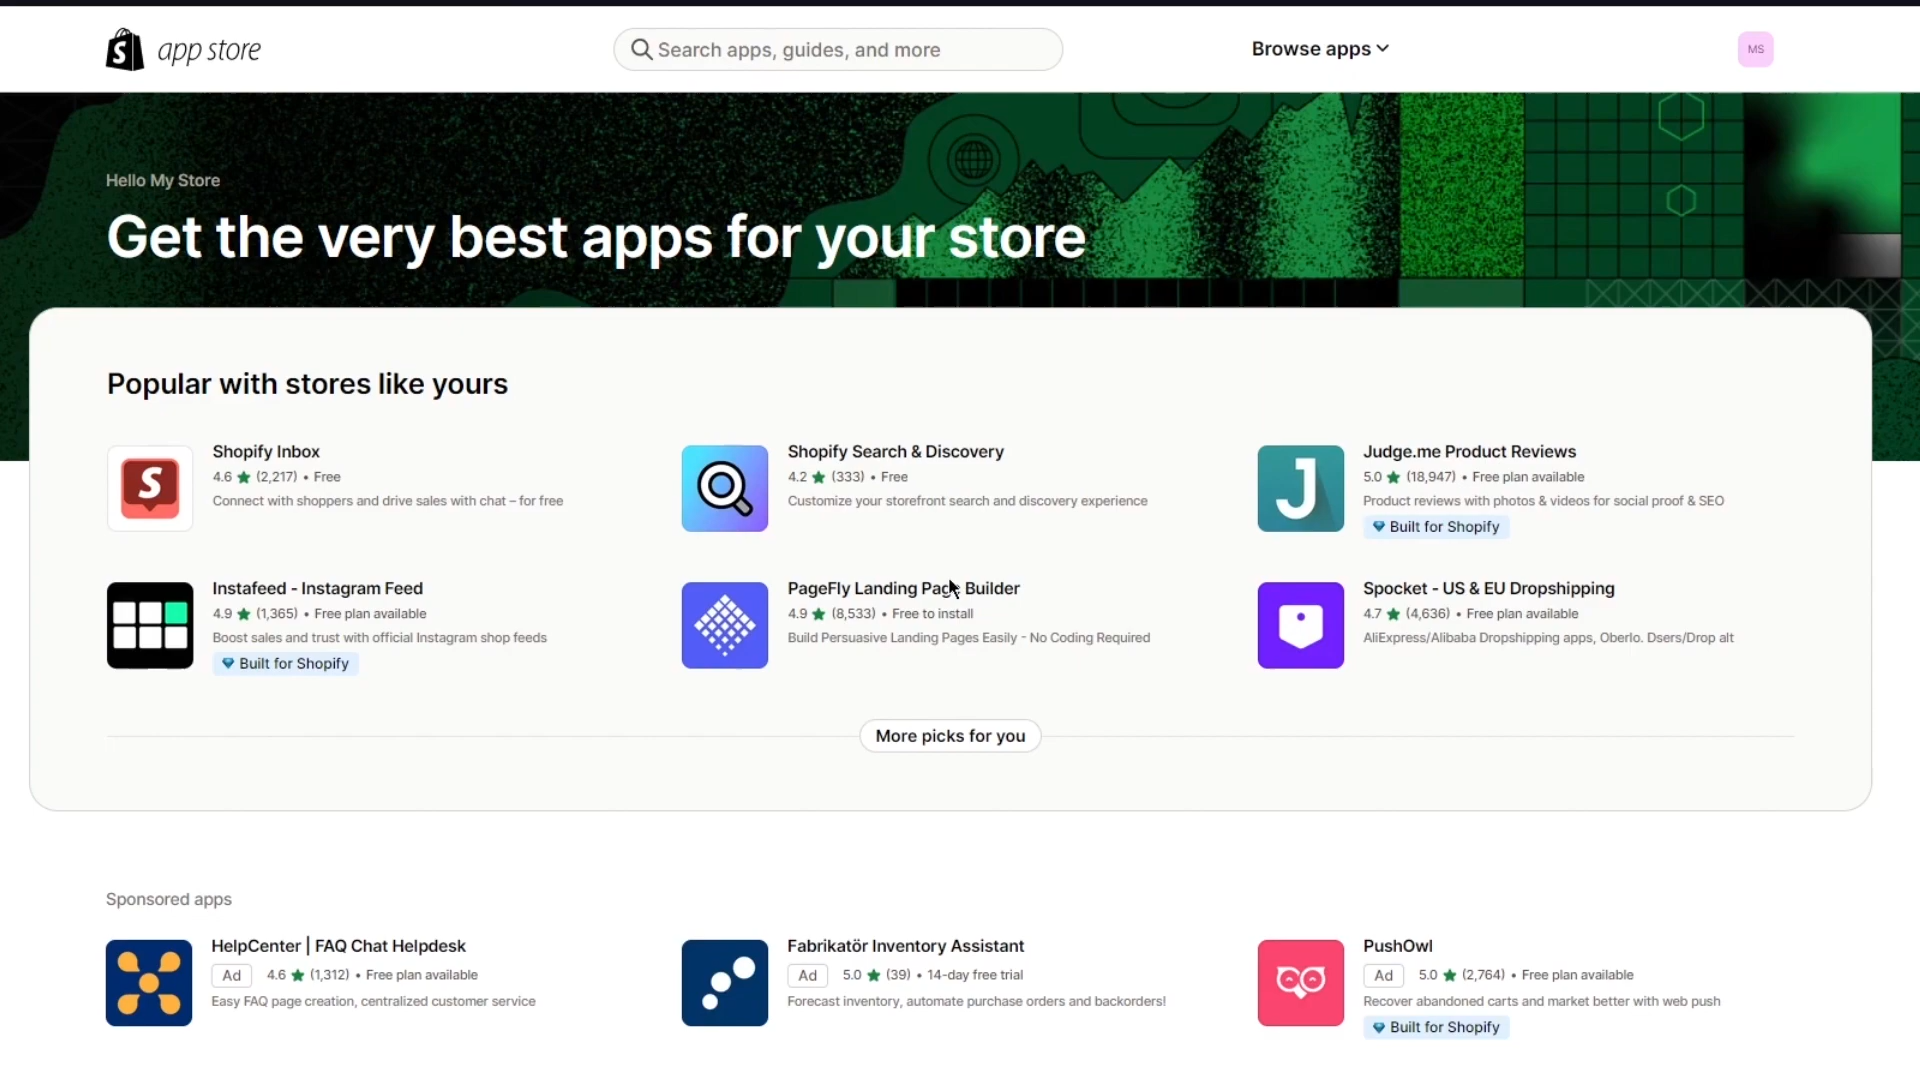 app store
Search apps, guides, and more
Browse apps
MS
Hello My Store
Get the very best apps for your store
Popular with stores like yours
Shopify Inbox
4.6 ★ (2,217) • Free
Connect with shoppers and drive sales with chat – for free
Shopify Search & Discovery
4.2 ★ (333) • Free
Customize your storefront search and discovery experience
Judge.me Product Reviews
5.0 ★ (18,947) • Free plan available
Product reviews with photos & videos for social proof & SEO
Built for Shopify
Instafeed - Instagram Feed
4.9 ★ (1,365) • Free plan available
Boost sales and trust with official Instagram shop feeds
Built for Shopify
PageFly Landing Page Builder
4.9 ★ (8,533) • Free to install
Build Persuasive Landing Pages Easily - No Coding Required
Spocket - US & EU Dropshipping
4.7 ★ (4,636) • Free plan available
AliExpress/Alibaba Dropshipping apps, Oberlo. Dsers/Drop alt
More picks for you
Sponsored apps
HelpCenter | FAQ Chat Helpdesk
Ad 4.6 ★ (1,312) • Free plan available
Easy FAQ page creation, centralized customer service
Fabrikatör Inventory Assistant
Ad 5.0 ★ (39) • 14-day free trial
Forecast inventory, automate purchase orders and backorders!
PushOwl
Ad 5.0 ★ (2,764) • Free plan available
Recover abandoned carts and market better with web push
Built for Shopify